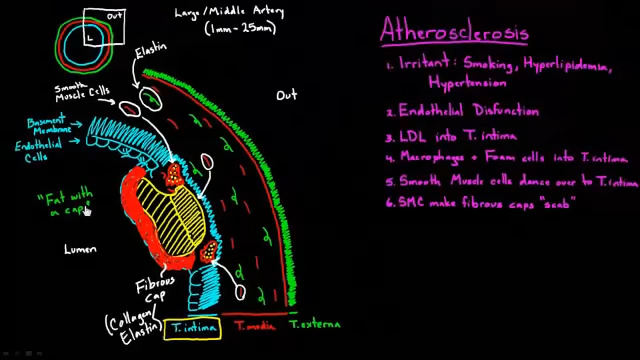 Out
L
Large/Middle Artery
(1mm-25mm)
Elastin
Smooth
Muscle Cells
Basement
Membrane
Endothelial
Cells
Out
"Fat with
a cap"
Lumen
Fibrous
cap
(Collagen
Elastin)
T. intima
T. media
T. externa
Atherosclerosis
1. Irritant: Smoking, Hyperlipidemia,
Hypertension
2. Endothelial Disfunction
3. LDL into T. intima
4. Macrophages + Foam cells into T. intima
5. Smooth Muscle cells dance over to T. intima
6. SMC make fibrous caps "scab"